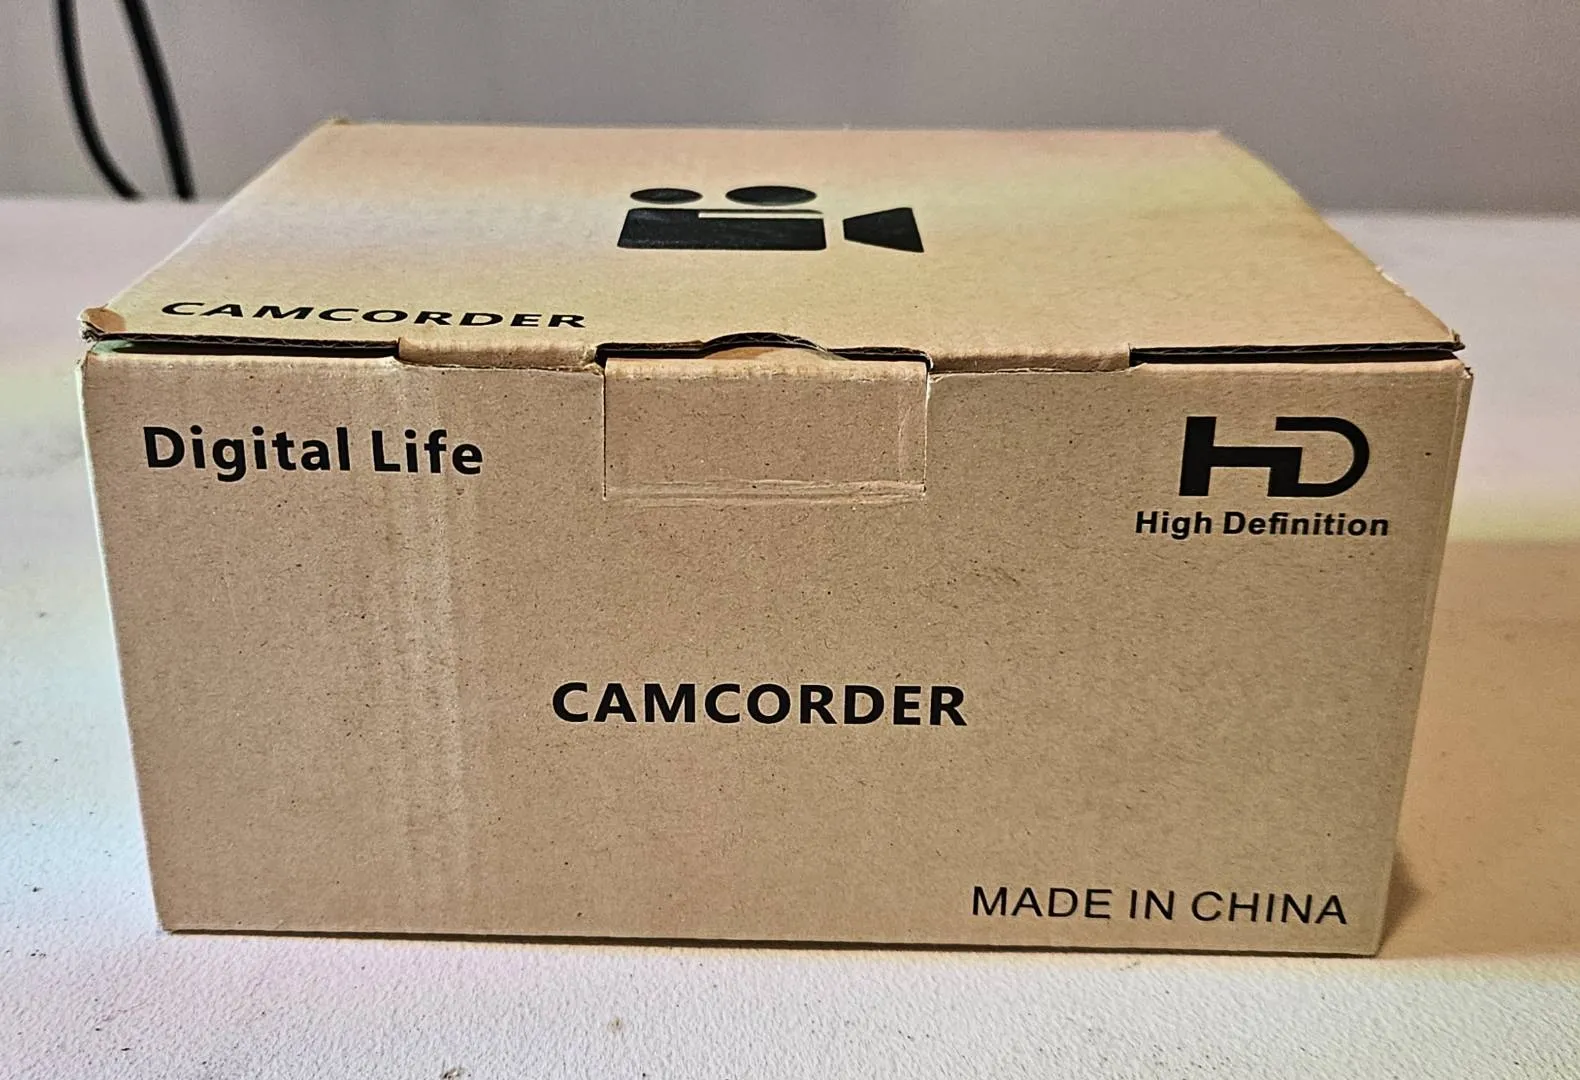 CAMCORDER
Digital Life
HD
High Definition
CAMCORDER
MADE IN CHINA